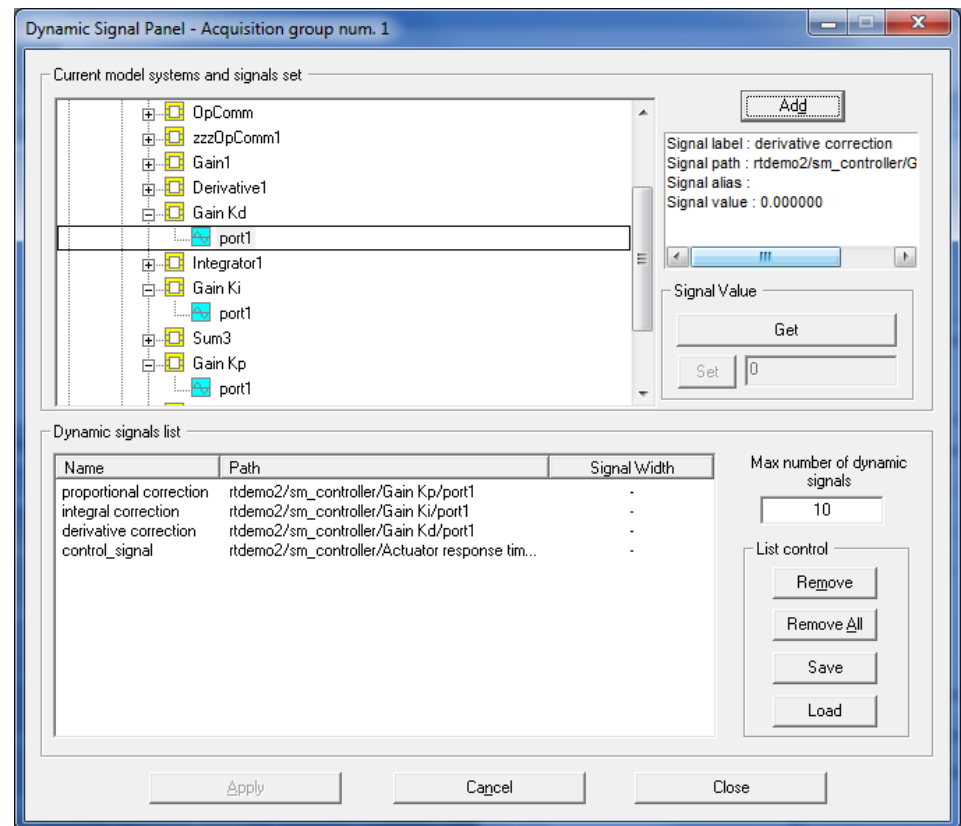 Dynamic Signal Panel - Acquisition group num. 1
Current model systems and signals set
OpComm
zzzOpComm1
Gain1
Derivative1
Gain Kd
port1
Integrator1
Gain Ki
port1
Sum3
Gain Kp
port1
Add
Signal label : derivative correction
Signal path : rtdemo2/sm_controller/G
Signal alias :
Signal value : 0.000000
Signal Value
Get
Set 0
Dynamic signals list
Name Path Signal Width
proportional correction rtdemo2/sm_controller/Gain Kp/port1 -
integral correction rtdemo2/sm_controller/Gain Ki/port1 -
derivative correction rtdemo2/sm_controller/Gain Kd/port1 -
control_signal rtdemo2/sm_controller/Actuator response tim... -
Max number of dynamic
signals
10
List control
Remove
Remove All
Save
Load
Apply Cancel Close